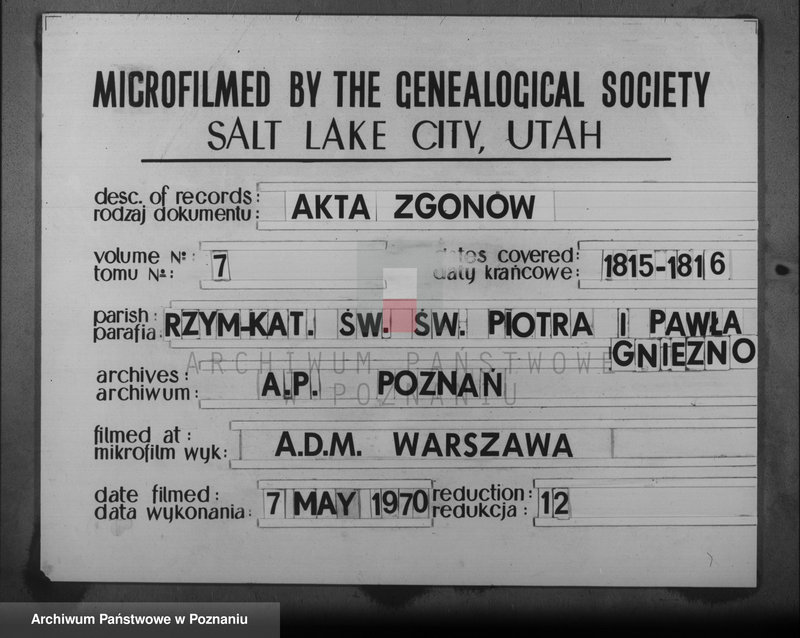 MICROFILMED BY THE GENEALOGICAL SOCIETY
SALT LAKE CITY, UTAH
desc. of records:
rodzaj dokumentu:
AKTA ZGONÓW
volume №:
tomu №:
7
dates covered:
daty krańcowe:
1815-1816
parish:
parafia:
RZYM-KAT. ŚW. ŚW. PIOTRA I PAWŁA
GNIEZNO
ARCHIWUM PAŃSTWOWE
W POZNANIU
archives:
archiwum:
A.P. POZNAŃ
filmed at:
mikrofilm wyk:
A.D.M. WARSZAWA
date filmed:
data wykonania:
7 MAY 1970
reduction:
redukcja:
12
Archiwum Państwowe w Poznaniu